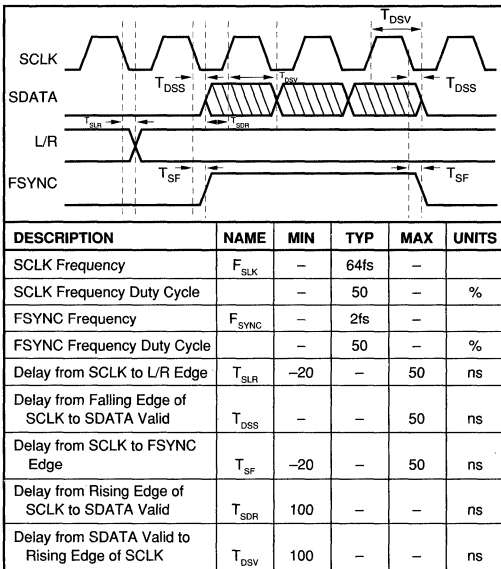 T_DSV
SCLK
T_DSS T_DSV T_DSS
SDATA
T_SLR T_SDR
L/R
T_SF T_SF
FSYNC
DESCRIPTION NAME MIN TYP MAX UNITS
SCLK Frequency F_SLK – 64fs –
SCLK Frequency Duty Cycle – 50 – %
FSYNC Frequency F_SYNC – 2fs –
FSYNC Frequency Duty Cycle – 50 – %
Delay from SCLK to L/R Edge T_SLR –20 – 50 ns
Delay from Falling Edge of
SCLK to SDATA Valid T_DSS – – 50 ns
Delay from SCLK to FSYNC
Edge T_SF –20 – 50 ns
Delay from Rising Edge of
SCLK to SDATA Valid T_SDR 100 – – ns
Delay from SDATA Valid to
Rising Edge of SCLK T_DSV 100 – – ns